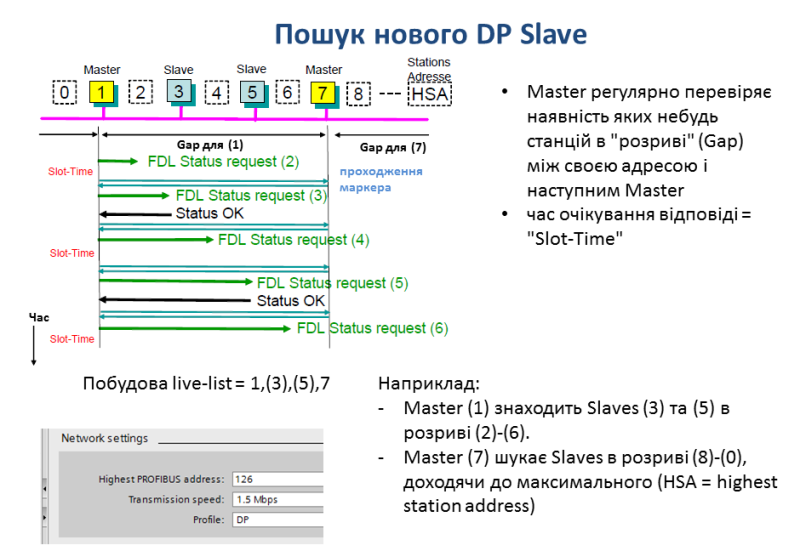 Пошук нового DP Slave
Master
Slave
Slave
Master
Stations
Adresse
0 1 2 3 4 5 6 7 8 --- HSA
Gap для (1)
Gap для (7)
FDL Status request (2)
Slot-Time
проходження
маркера
FDL Status request (3)
Status OK
FDL Status request (4)
Slot-Time
FDL Status request (5)
Status OK
Час
FDL Status request (6)
Slot-Time
• Master регулярно перевіряє
наявність яких небудь
станцій в "розриві" (Gap)
між своєю адресою і
наступним Master
• час очікування відповіді =
"Slot-Time"
Побудова live-list = 1,(3),(5),7
Наприклад:
- Master (1) знаходить Slaves (3) та (5) в
розриві (2)-(6).
- Master (7) шукає Slaves в розриві (8)-(0),
доходячи до максимального (HSA = highest
station address)
Network settings
Highest PROFIBUS address: 126
Transmission speed: 1.5 Mbps
Profile: DP